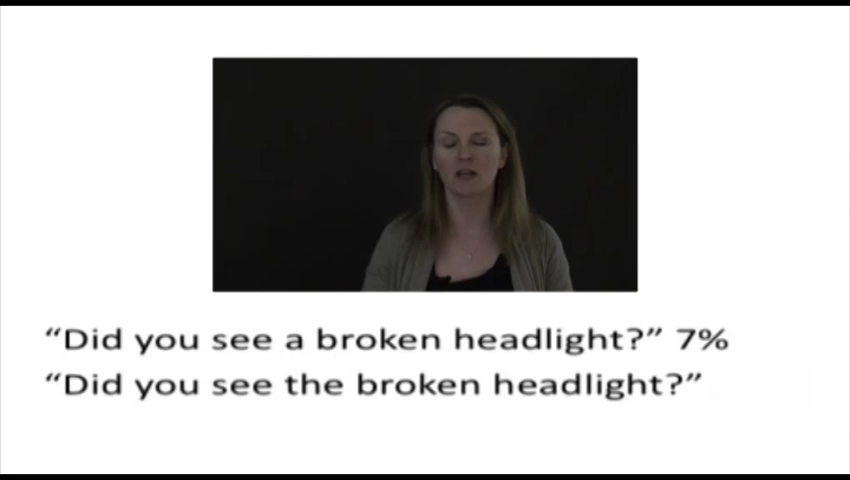 “Did you see a broken headlight?” 7%
“Did you see the broken headlight?”